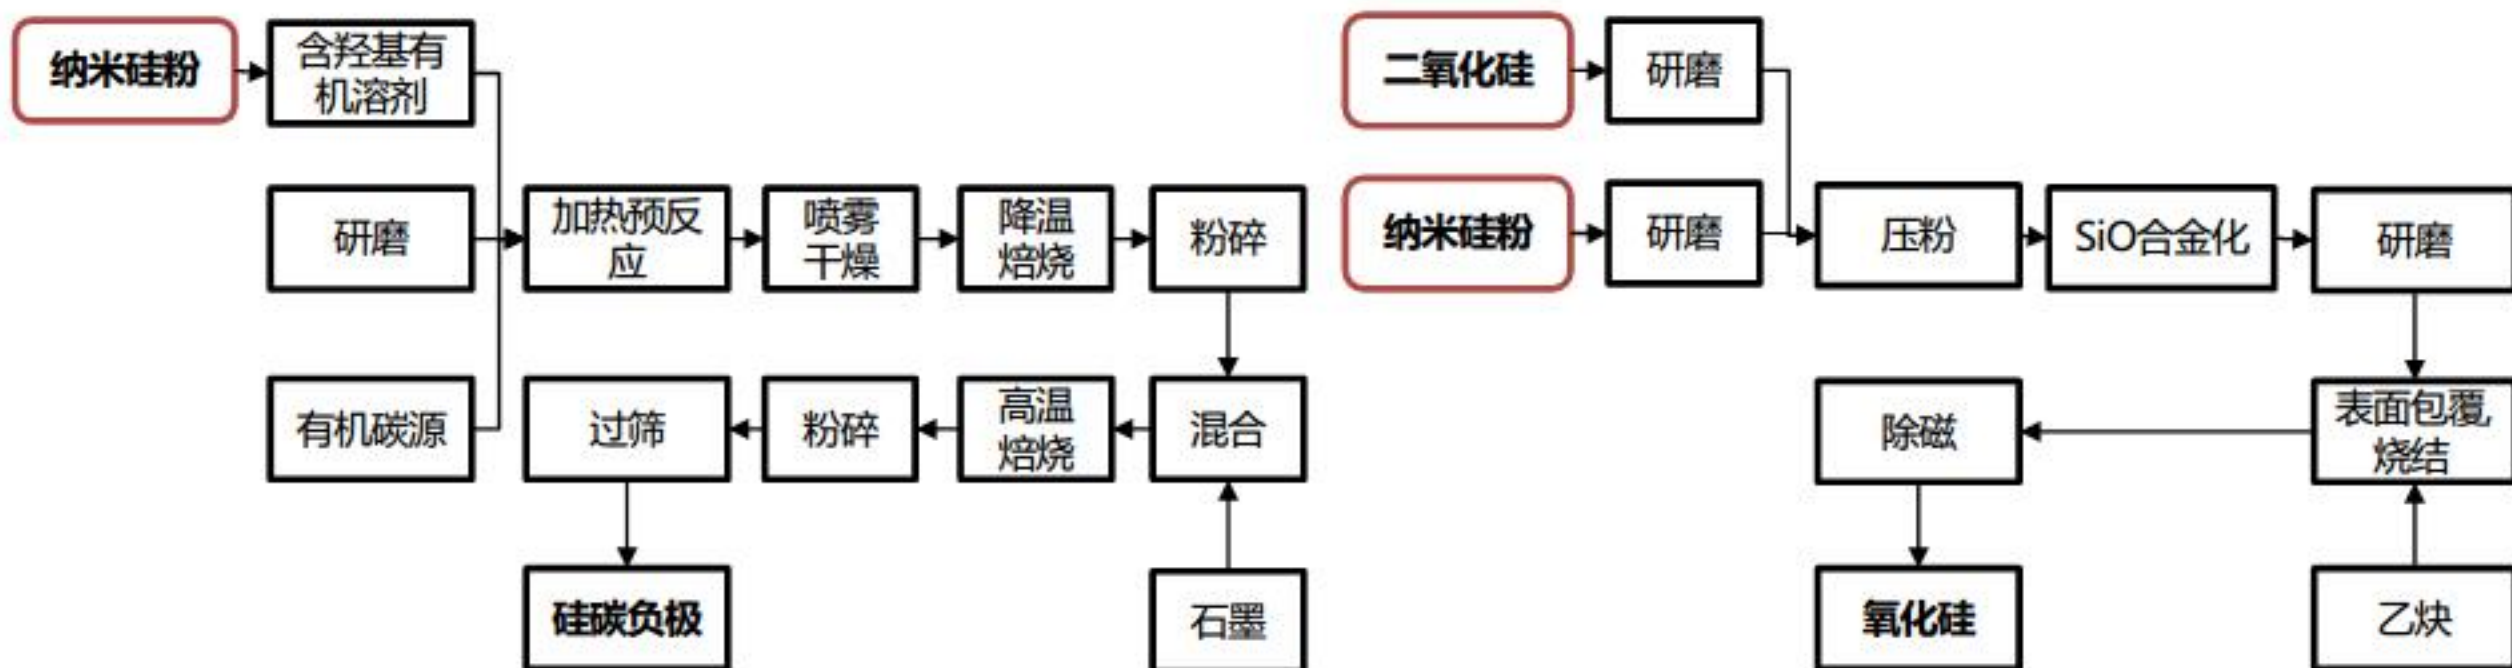 纳米硅粉
含羟基有
机溶剂
研磨
有机碳源
加热预反
应
喷雾
干燥
降温
焙烧
粉碎
混合
石墨
高温
焙烧
粉碎
过筛
硅碳负极
二氧化硅
研磨
纳米硅粉
研磨
压粉
SiO合金化
研磨
表面包覆,
烧结
乙炔
除磁
氧化硅